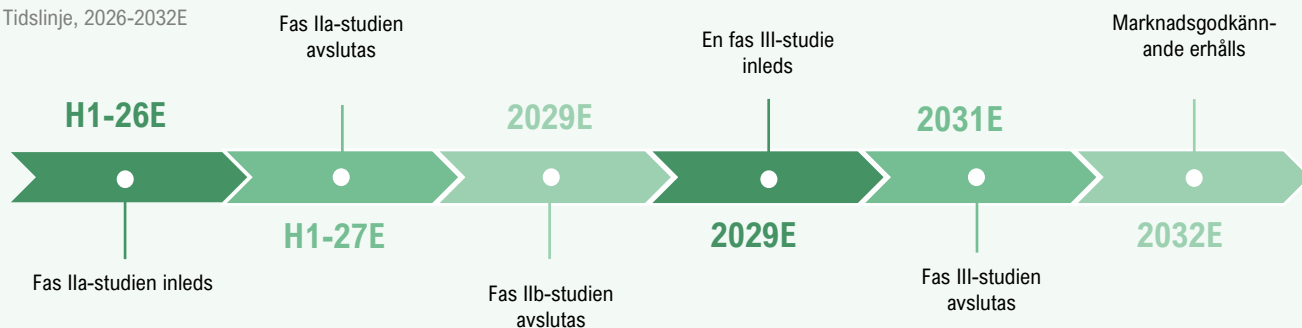 Tidslinje, 2026-2032E
H1-26E
Fas IIa-studien inleds
Fas IIa-studien
avslutas
H1-27E
2029E
Fas IIb-studien
avslutas
En fas III-studie
inleds
2029E
2031E
Fas III-studien
avslutas
Marknadsgodkänn-
ande erhålls
2032E